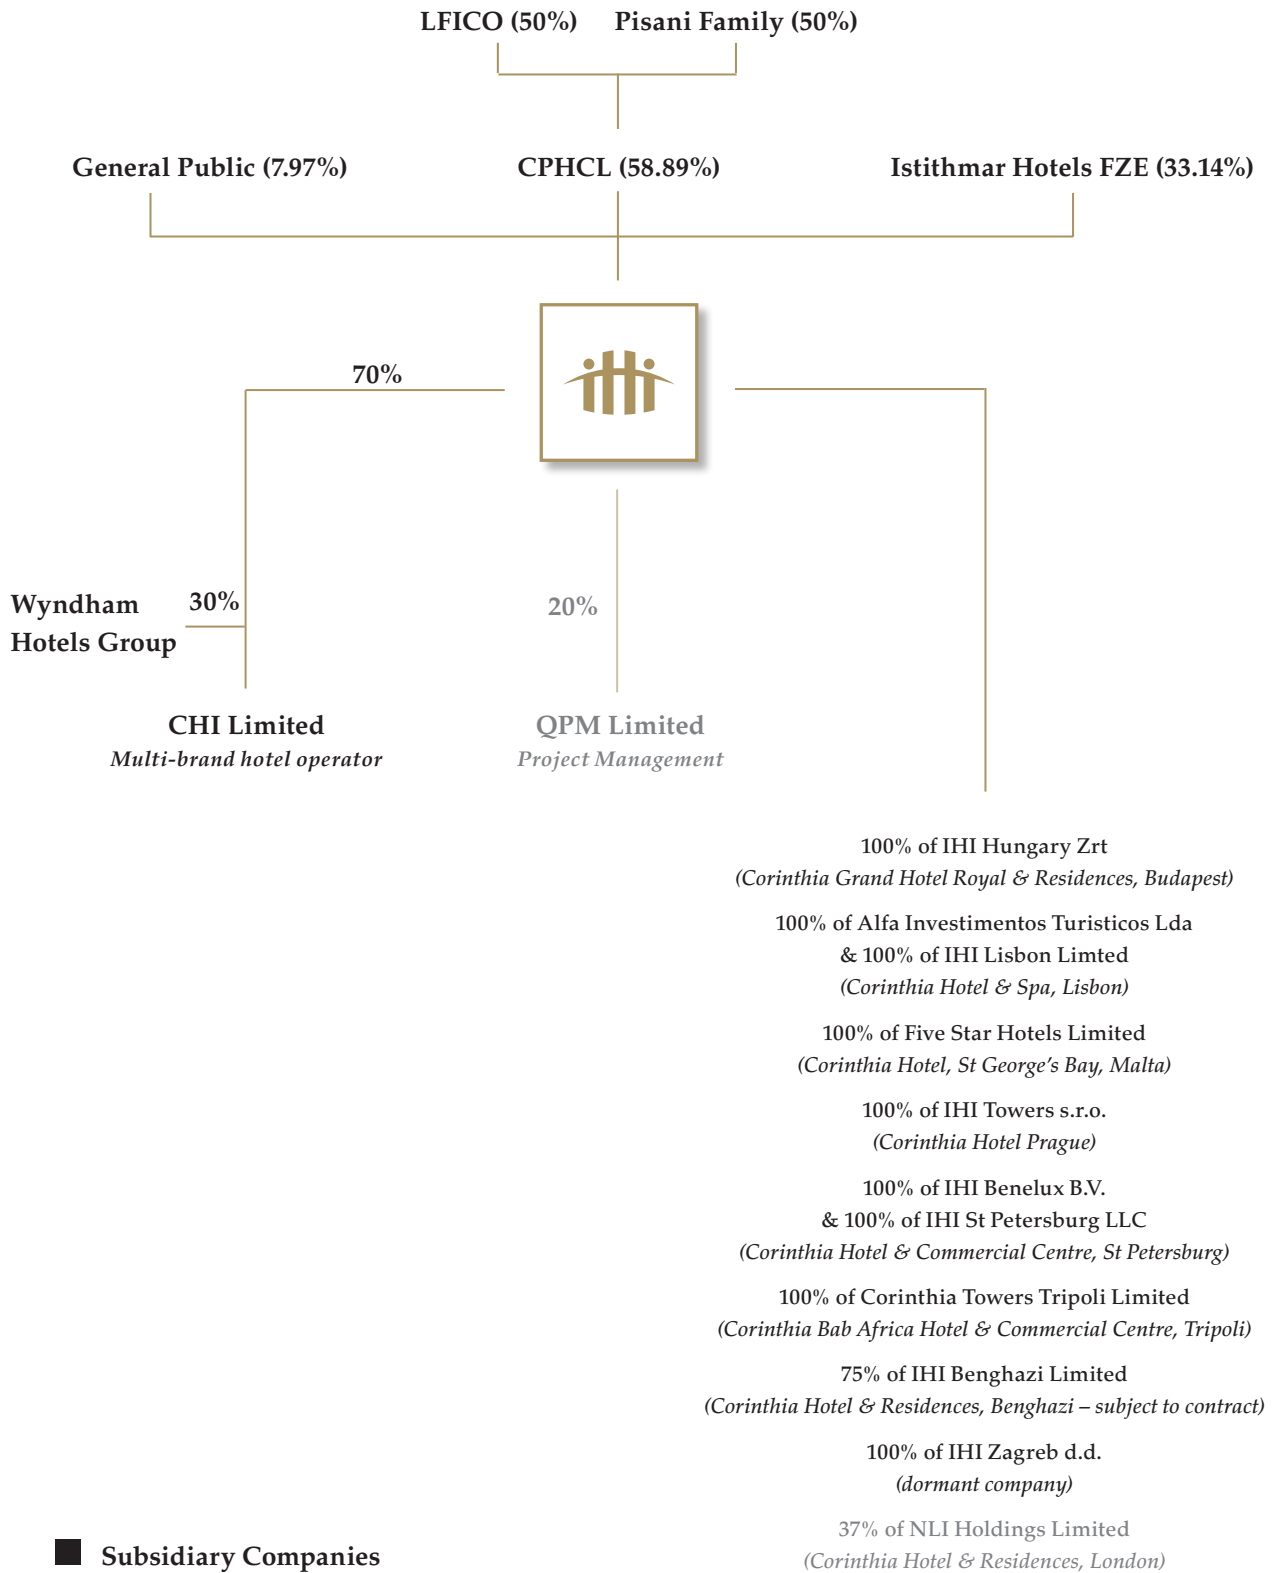 LFICO (50%) Pisani Family (50%)
General Public (7.97%) CPHCL (58.89%) Istithmar Hotels FZE (33.14%)
70%
Wyndham 30% 20%
Hotels Group
CHI Limited QPM Limited
Multi-brand hotel operator Project Management
100% of IHI Hungary Zrt
(Corinthia Grand Hotel Royal & Residences, Budapest)
100% of Alfa Investimentos Turisticos Lda
& 100% of IHI Lisbon Limted
(Corinthia Hotel & Spa, Lisbon)
100% of Five Star Hotels Limited
(Corinthia Hotel, St George’s Bay, Malta)
100% of IHI Towers s.r.o.
(Corinthia Hotel Prague)
100% of IHI Benelux B.V.
& 100% of IHI St Petersburg LLC
(Corinthia Hotel & Commercial Centre, St Petersburg)
100% of Corinthia Towers Tripoli Limited
(Corinthia Bab Africa Hotel & Commercial Centre, Tripoli)
75% of IHI Benghazi Limited
(Corinthia Hotel & Residences, Benghazi – subject to contract)
100% of IHI Zagreb d.d.
(dormant company)
37% of NLI Holdings Limited
(Corinthia Hotel & Residences, London)
Subsidiary Companies